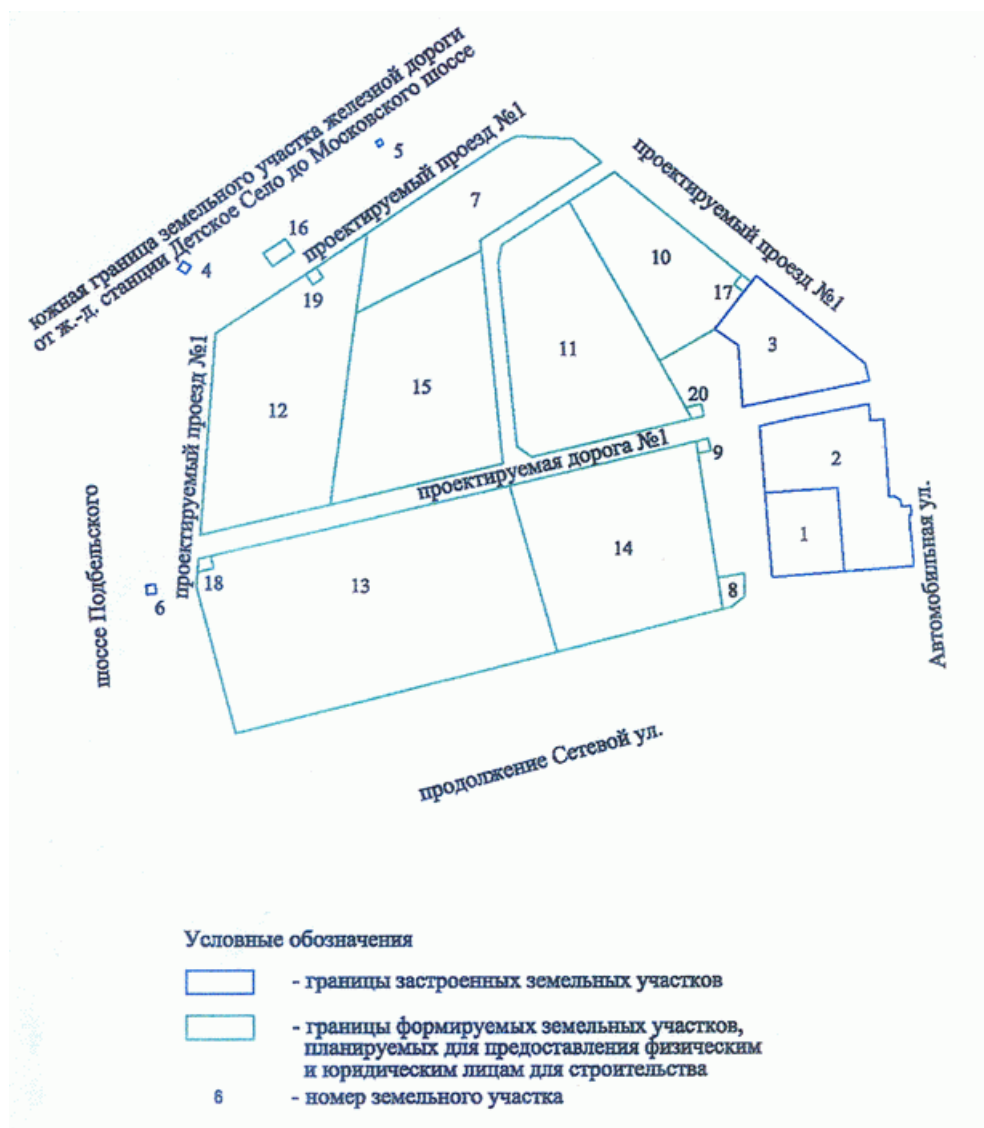 южная граница земельного участка железной дороги
от ж.-д. станции Детское Село до Московского шоссе
проектируемый проезд №1
проектируемый проезд №1
5
7
16
4
19
10
17
3
11
15
12
20
9
2
1
проектируемый проезд №1
проектируемая дорога №1
14
13
18
8
6
шоссе Подбельского
Автомобильная ул.
продолжение Сетевой ул.
Условные обозначения
- границы застроенных земельных участков
- границы формируемых земельных участков,
планируемых для предоставления физическим
и юридическим лицам для строительства
6 - номер земельного участка